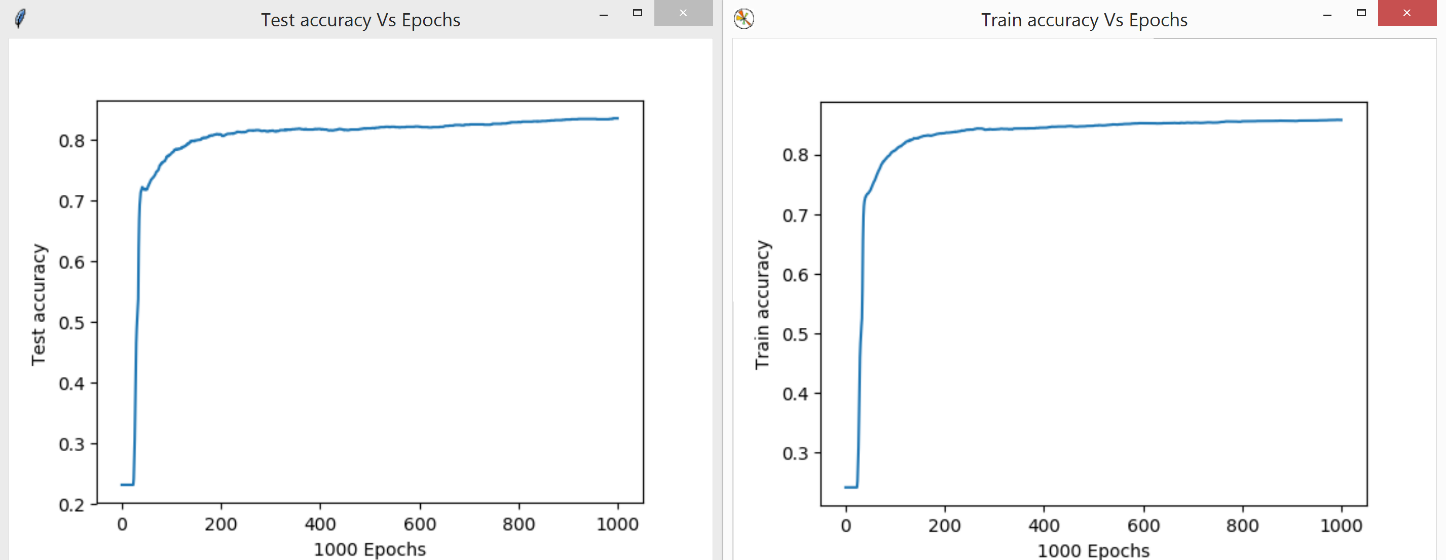 Test accuracy Vs Epochs
Test accuracy
0.8
0.7
0.6
0.5
0.4
0.3
0.2
0 200 400 600 800 1000
1000 Epochs
Train accuracy Vs Epochs
Train accuracy
0.8
0.7
0.6
0.5
0.4
0.3
0 200 400 600 800 1000
1000 Epochs